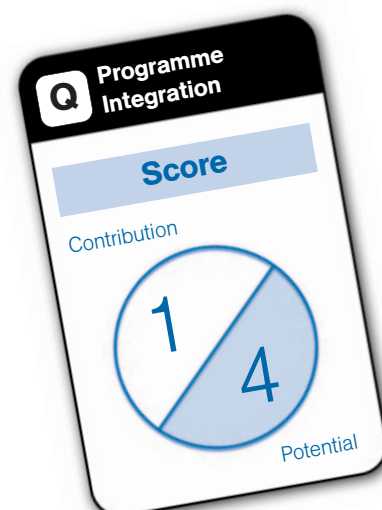 Q
Programme
Integration
Score
Contribution
1
4
Potential